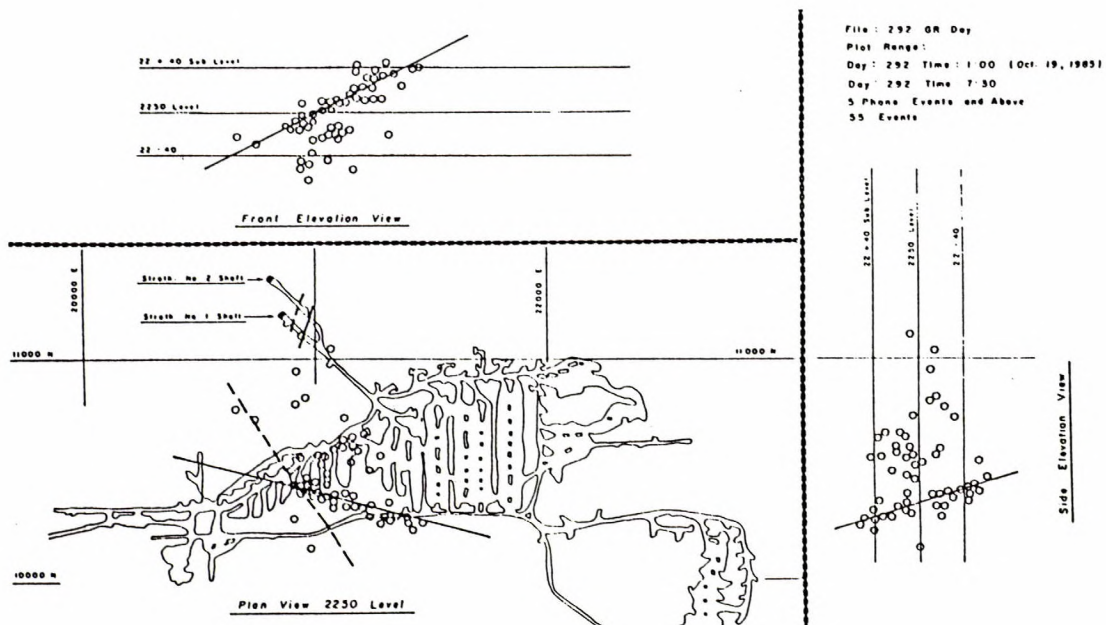 22 + 40 Sub Level
2250 Level
22 - 40
Front Elevation View
File : 292 GR Day
Plot Range :
Day : 292 Time : 1:00 (Oct. 19, 1985)
Day : 292 Time 7:30
5 Phone Events and Above
55 Events
20000 E
22000 E
Strath. No 2 Shaft
Strath. No 1 Shaft
11000 N
11000 N
10000 N
Plan View 2250 Level
22 + 40 Sub Level
2250 Level
22 - 40
Side Elevation View